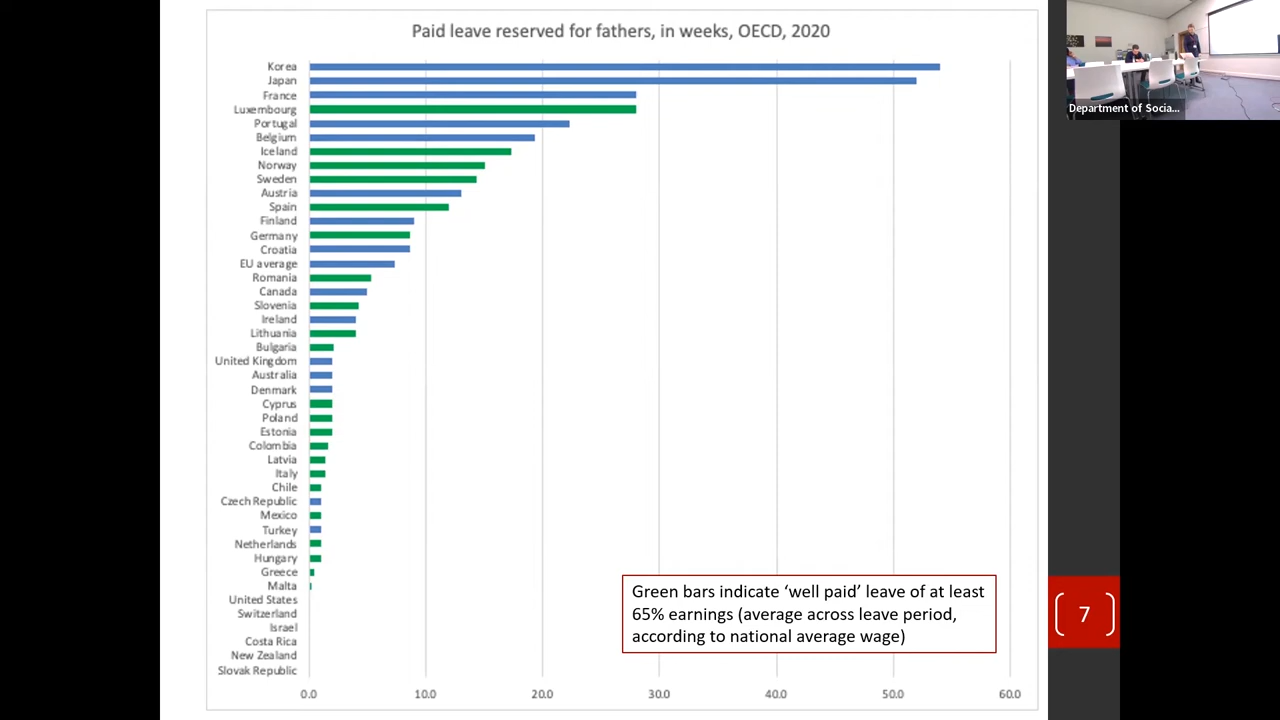 Paid leave reserved for fathers, in weeks, OECD, 2020
Korea
Japan
France
Luxembourg
Portugal
Belgium
Iceland
Norway
Sweden
Austria
Spain
Finland
Germany
Croatia
EU average
Romania
Canada
Slovenia
Ireland
Lithuania
Bulgaria
United Kingdom
Australia
Denmark
Cyprus
Poland
Estonia
Colombia
Latvia
Italy
Chile
Czech Republic
Mexico
Turkey
Netherlands
Hungary
Greece
Malta
United States
Switzerland
Israel
Costa Rica
New Zealand
Slovak Republic
0.0 10.0 20.0 30.0 40.0 50.0 60.0
Green bars indicate ‘well paid’ leave of at least
65% earnings (average across leave period,
according to national average wage)
7
Department of Socia...